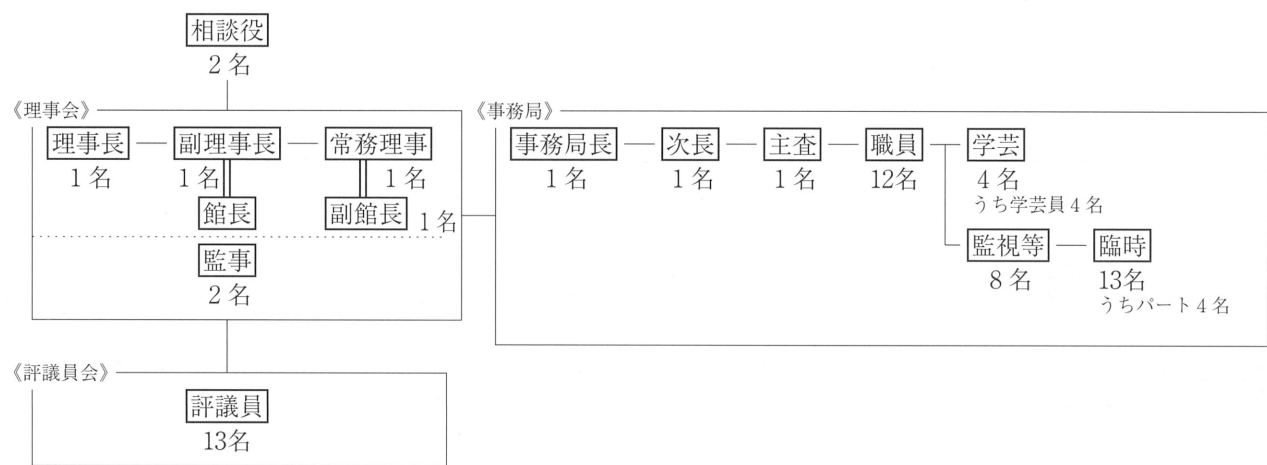 相談役
2名
《理事会》
理事長 副理事長 常務理事
1名 1名 1名
館長 副館長 1名
監事
2名
《事務局》
事務局長 次長 主査 職員 学芸
1名 1名 1名 12名 4名
うち学芸員4名
監視等 臨時
8名 13名
うちパート4名
《評議員会》
評議員
13名